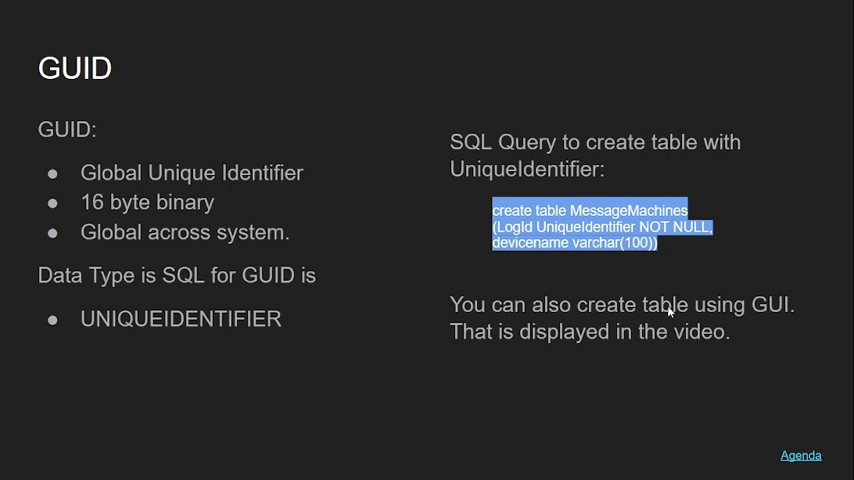 GUID
GUID:
● Global Unique Identifier
● 16 byte binary
● Global across system.
Data Type is SQL for GUID is
● UNIQUEIDENTIFIER
SQL Query to create table with
UniqueIdentifier:
create table MessageMachines
(LogId UniqueIdentifier NOT NULL,
devicename varchar(100))
You can also create table using GUI.
That is displayed in the video.
Agenda